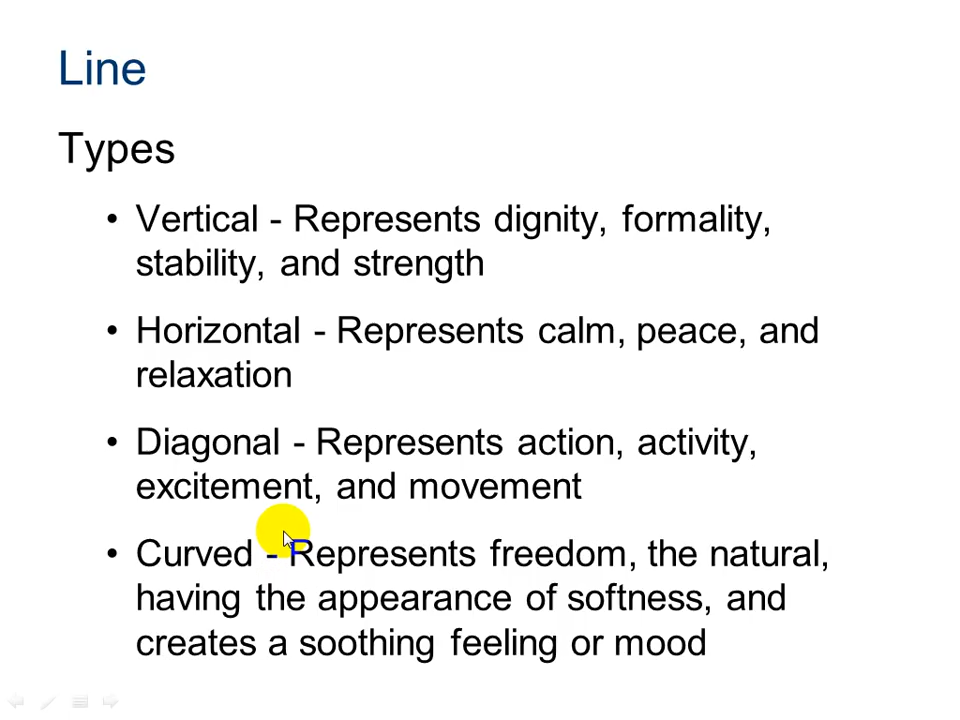 Line
Types
• Vertical - Represents dignity, formality,
stability, and strength
• Horizontal - Represents calm, peace, and
relaxation
• Diagonal - Represents action, activity,
excitement, and movement
• Curved - Represents freedom, the natural,
having the appearance of softness, and
creates a soothing feeling or mood